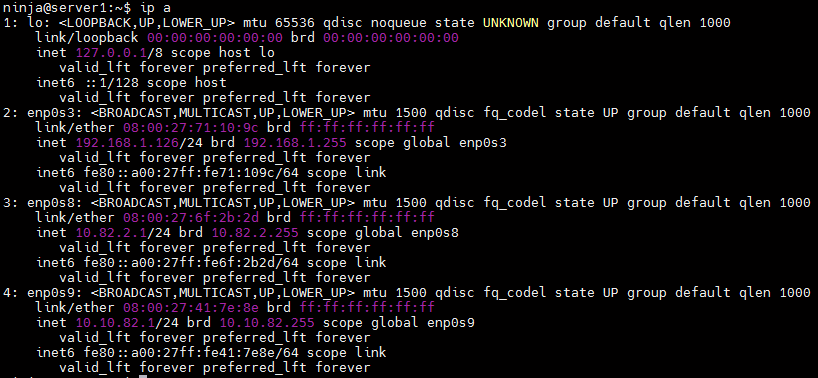 ninja@server1:~$ ip a
1: lo: <LOOPBACK,UP,LOWER_UP> mtu 65536 qdisc noqueue state UNKNOWN group default qlen 1000
link/loopback 00:00:00:00:00:00 brd 00:00:00:00:00:00
inet 127.0.0.1/8 scope host lo
valid_lft forever preferred_lft forever
inet6 ::1/128 scope host
valid_lft forever preferred_lft forever
2: enp0s3: <BROADCAST,MULTICAST,UP,LOWER_UP> mtu 1500 qdisc fq_codel state UP group default qlen 1000
link/ether 08:00:27:71:10:9c brd ff:ff:ff:ff:ff:ff
inet 192.168.1.126/24 brd 192.168.1.255 scope global enp0s3
valid_lft forever preferred_lft forever
inet6 fe80::a00:27ff:fe71:109c/64 scope link
valid_lft forever preferred_lft forever
3: enp0s8: <BROADCAST,MULTICAST,UP,LOWER_UP> mtu 1500 qdisc fq_codel state UP group default qlen 1000
link/ether 08:00:27:6f:2b:2d brd ff:ff:ff:ff:ff:ff
inet 10.82.2.1/24 brd 10.82.2.255 scope global enp0s8
valid_lft forever preferred_lft forever
inet6 fe80::a00:27ff:fe6f:2b2d/64 scope link
valid_lft forever preferred_lft forever
4: enp0s9: <BROADCAST,MULTICAST,UP,LOWER_UP> mtu 1500 qdisc fq_codel state UP group default qlen 1000
link/ether 08:00:27:41:7e:8e brd ff:ff:ff:ff:ff:ff
inet 10.10.82.1/24 brd 10.10.82.255 scope global enp0s9
valid_lft forever preferred_lft forever
inet6 fe80::a00:27ff:fe41:7e8e/64 scope link
valid_lft forever preferred_lft forever